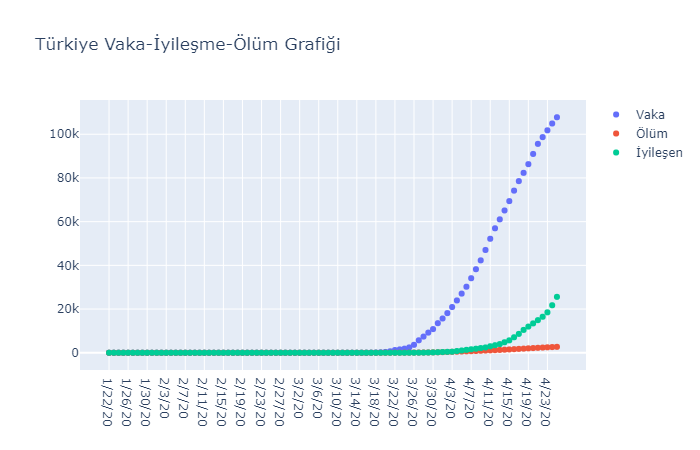 Türkiye Vaka-İyileşme-Ölüm Grafiği
Vaka
Ölüm
İyileşen
100k
80k
60k
40k
20k
0
1/22/20
1/26/20
1/30/20
2/3/20
2/7/20
2/11/20
2/15/20
2/19/20
2/23/20
2/27/20
3/2/20
3/6/20
3/10/20
3/14/20
3/18/20
3/22/20
3/26/20
3/30/20
4/3/20
4/7/20
4/11/20
4/15/20
4/19/20
4/23/20